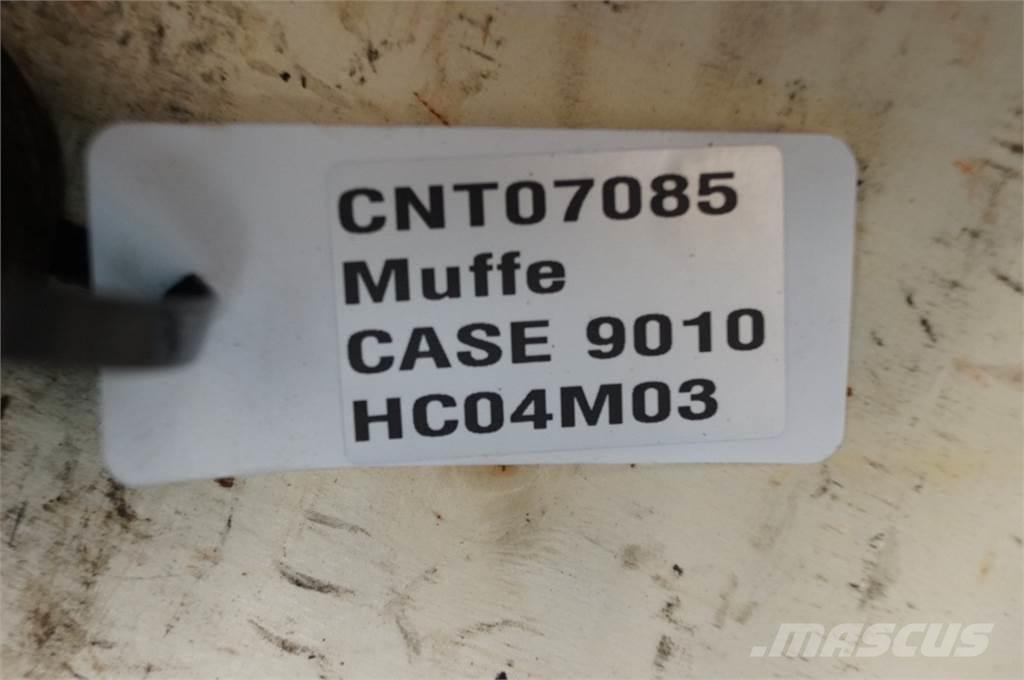 CNT07085
Muffe
CASE 9010
HC04M03
MASCUS